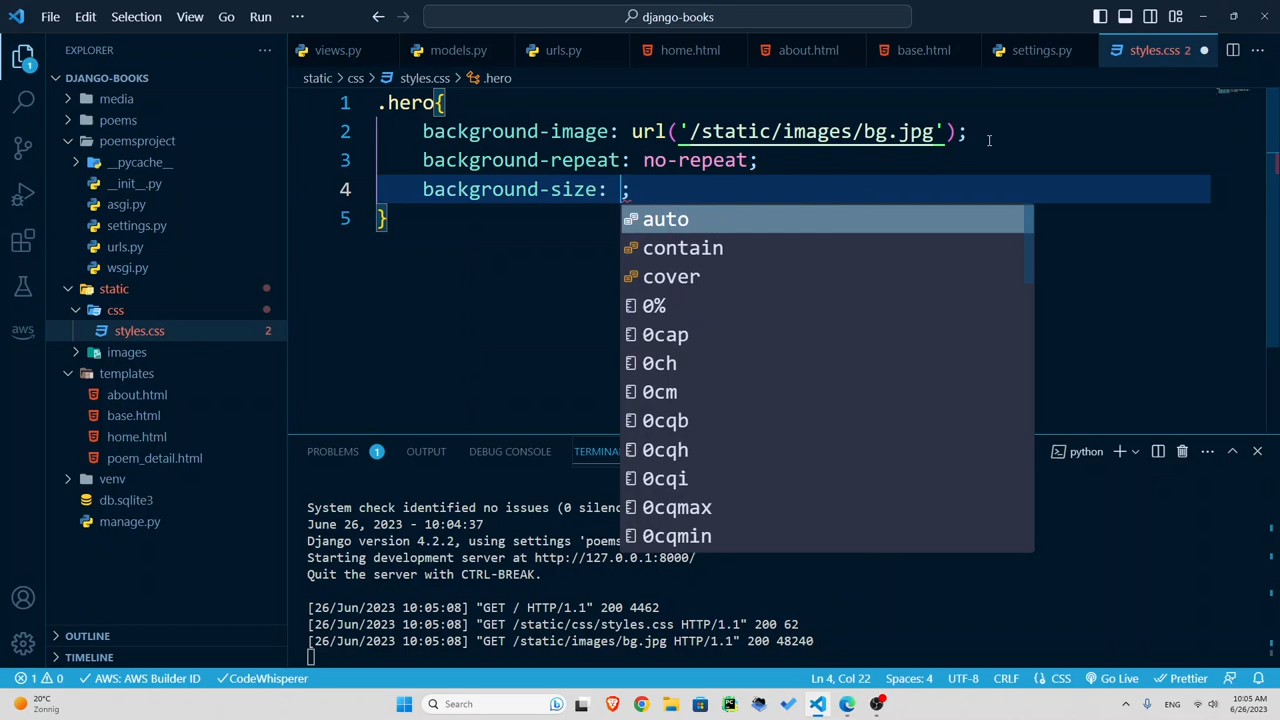 File Edit Selection View Go Run ··· django-books
EXPLORER ···
views.py models.py urls.py home.html about.html base.html settings.py styles.css 2
static > css > styles.css > .hero
DJANGO-BOOKS
media
poems
poemsproject
__pycache__
__init__.py
asgi.py
settings.py
urls.py
wsgi.py
static
css
styles.css 2
images
templates
about.html
base.html
home.html
poem_detail.html
venv
db.sqlite3
manage.py
OUTLINE
TIMELINE
aws
1
1 .hero{
2 background-image: url('/static/images/bg.jpg');
3 background-repeat: no-repeat;
4 background-size: ;
5 }
auto
contain
cover
0%
0cap
0ch
0cm
0cqb
0cqh
0cqi
0cqmax
0cqmin
PROBLEMS 1 OUTPUT DEBUG CONSOLE python
System check identified no issues (0
June 26, 2023 - 10:04:37
Django version 4.2.2, using settings
Starting development server at http://127.0.0.1:8000/
Quit the server with CTRL-BREAK.
[26/Jun/2023 10:05:08] "GET / HTTP/1.1" 200 4462
[26/Jun/2023 10:05:08] "GET /static/css/styles.css HTTP/1.1" 200 62
[26/Jun/2023 10:05:08] "GET /static/images/bg.jpg HTTP/1.1" 200 48240
1 0 AWS: AWS Builder ID CodeWhisperer Ln 4, Col 22 Spaces: 4 UTF-8 CRLF CSS Go Live Prettier
20°C
Zonnig
Search
10:05 AM
6/26/2023